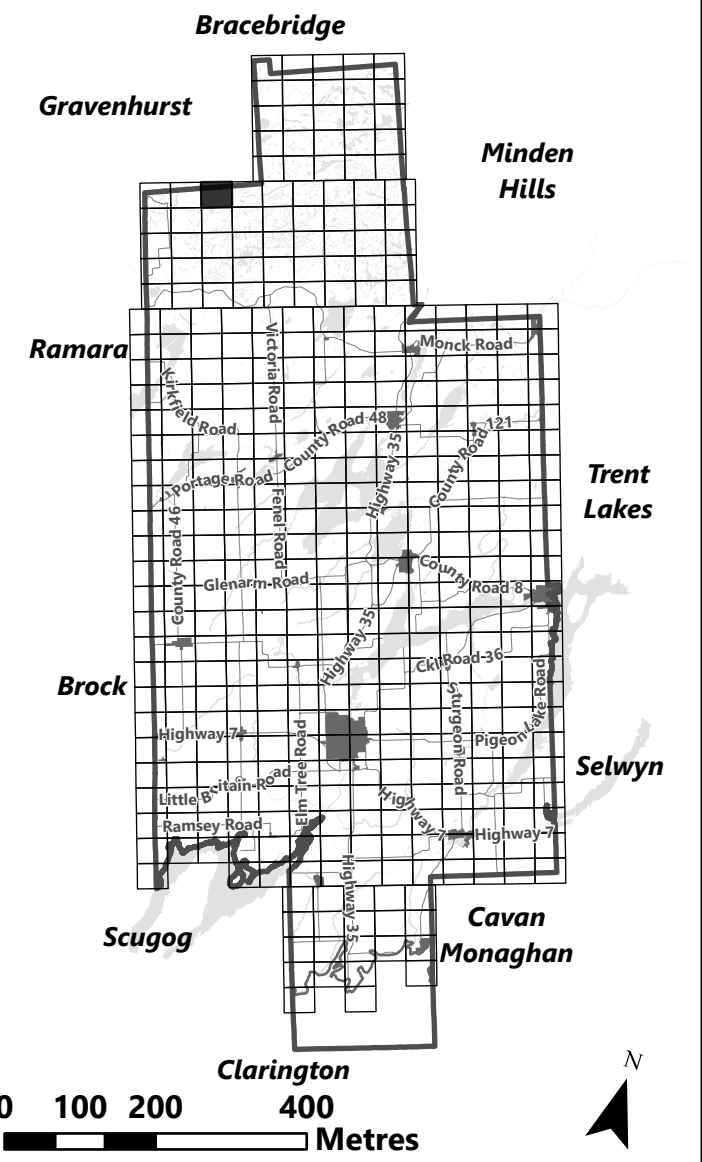 Bracebridge
Gravenhurst
Minden
Hills
Ramara
Monck Road
Victoria Road
Kirkfield Road
County Road 48
County Road 121
Highway 35
Portage Road
Trent
Lakes
County Road 46
Fenel Road
Glenarm Road
County Road 8
Highway 35
Ckl Road 36
Brock
Sturgeon Road
Pigeon Lake Road
Highway 7
Elm Tree Road
Selwyn
Little Britain Road
Highway 7
Ramsey Road
Highway 7
Highway 35
Scugog
Cavan
Monaghan
Clarington
N
0 100 200 400
Metres